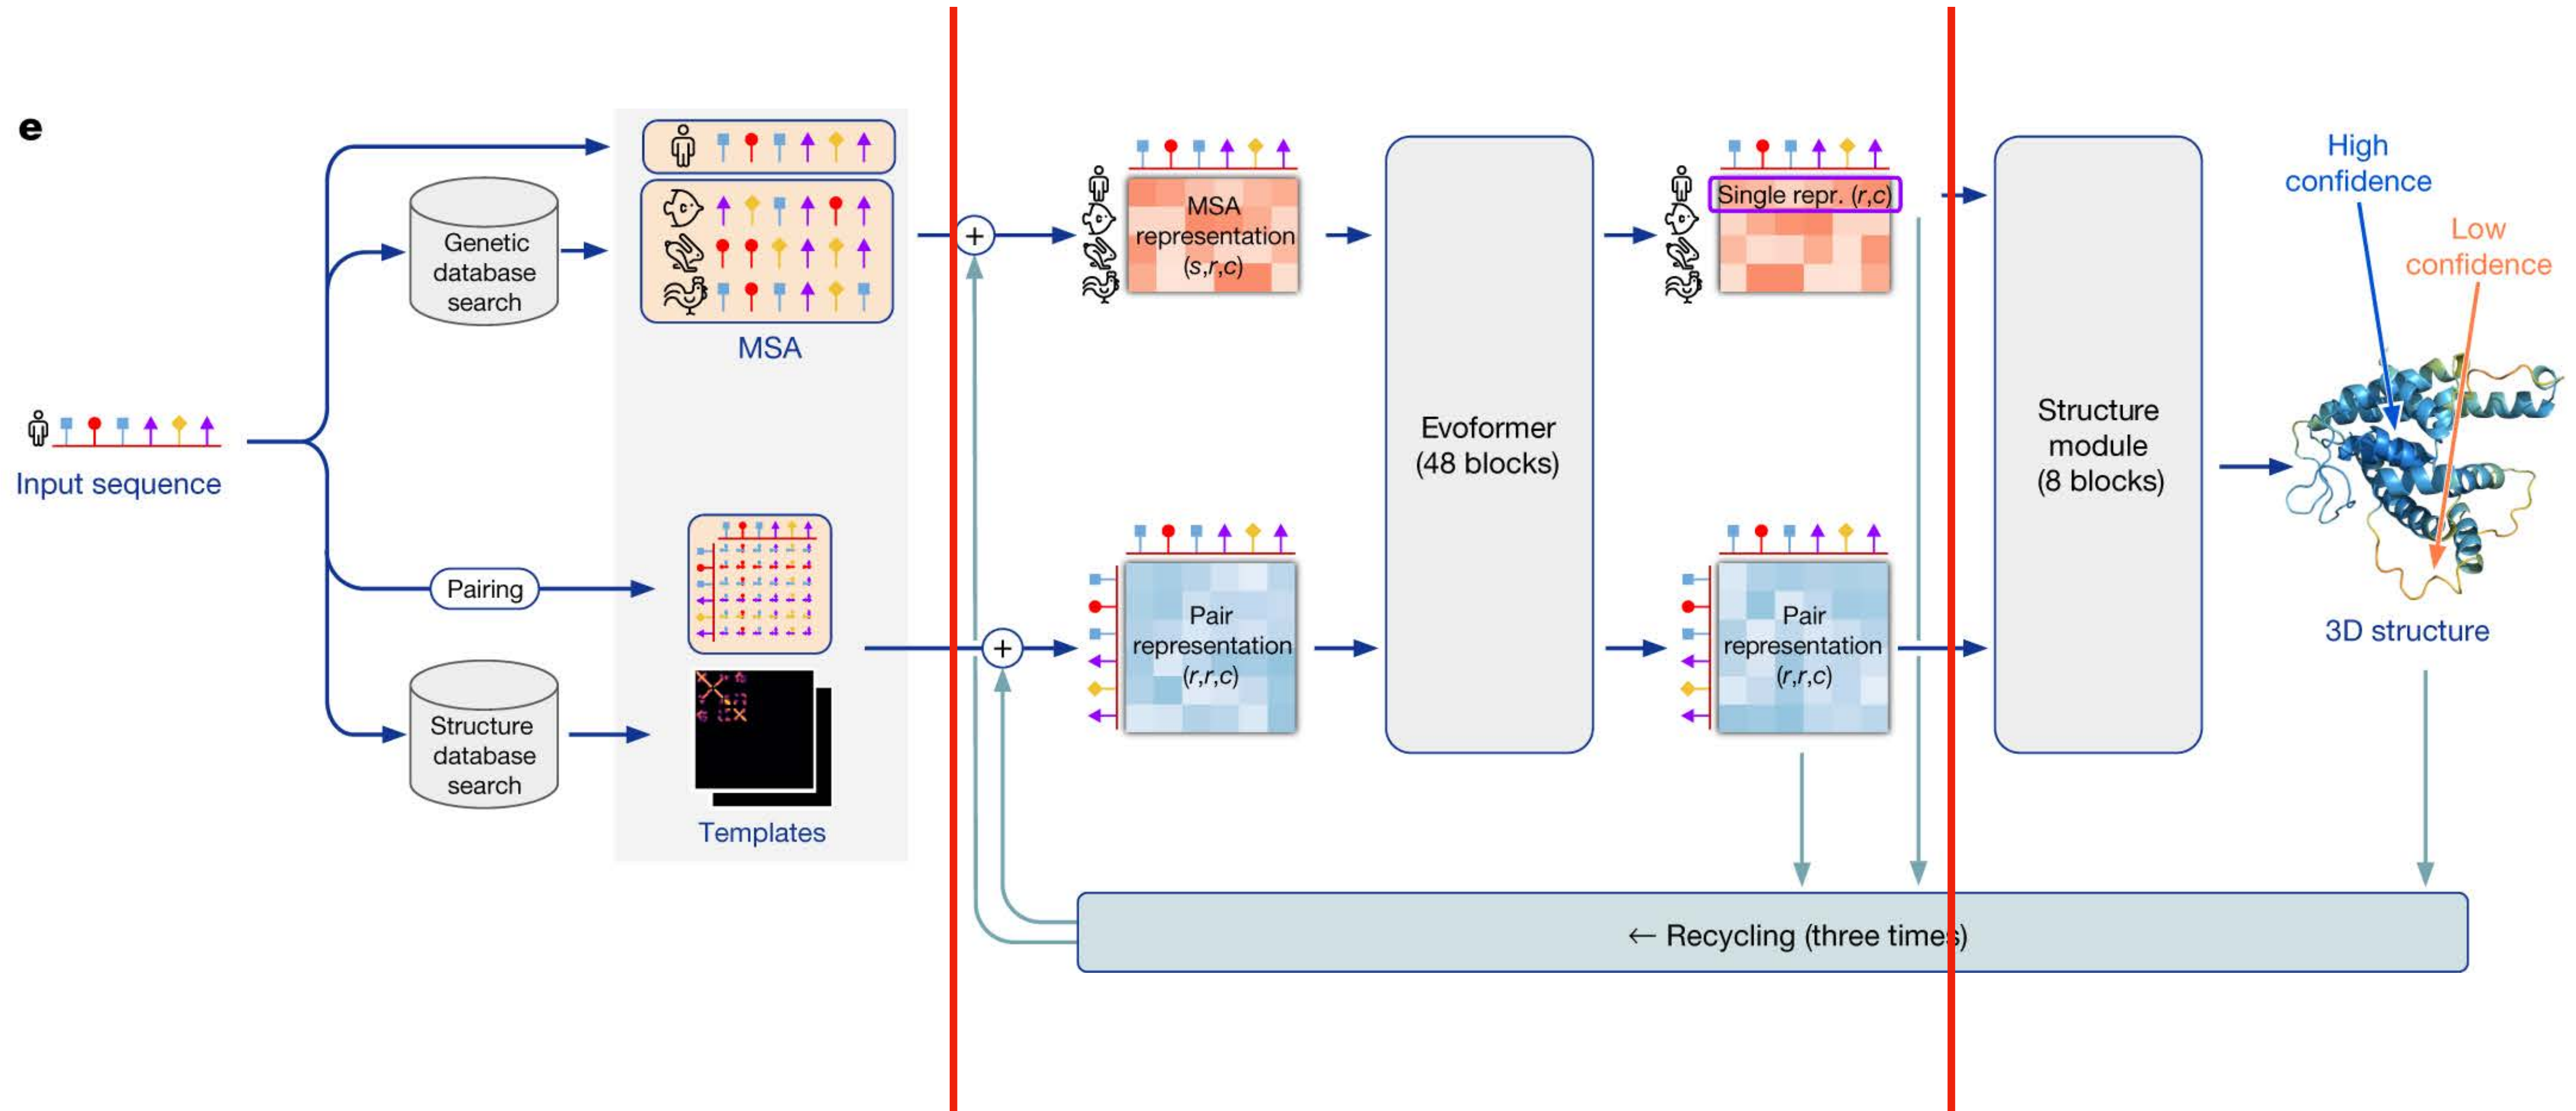 e
Input sequence
Genetic
database
search
Pairing
Structure
database
search
MSA
Templates
+
+
MSA
representation
(s,r,c)
Pair
representation
(r,r,c)
Evoformer
(48 blocks)
Single repr. (r,c)
Pair
representation
(r,r,c)
Structure
module
(8 blocks)
High
confidence
Low
confidence
3D structure
← Recycling (three times)